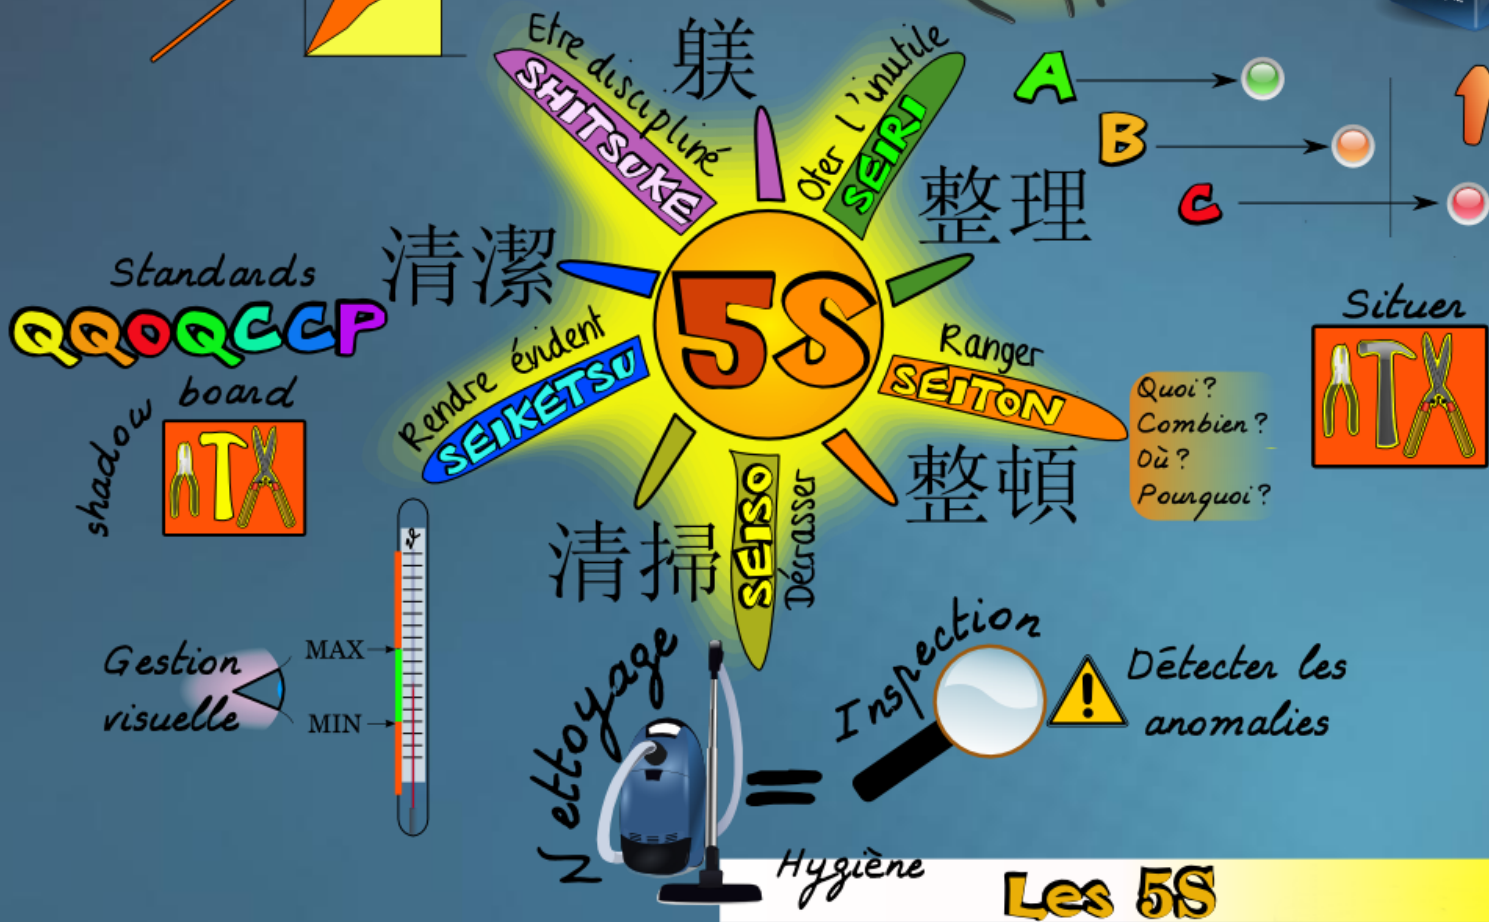 Etre discipliné
SHITSUKE
躾
Oter l'inutile
SEIRI
整理
A
B
C
1
清潔
Standards
QQOQCCP
Rendre évident
SEIKETSU
5S
Ranger
SEITON
整頓
Quoi?
Combien?
Où?
Pourquoi?
Situer
shadow board
清掃
SEISO
Décrasser
Gestion
visuelle
MAX
MIN
Nettoyage
=
Inspection
!
Détecter les
anomalies
Hygiène
Les 5S